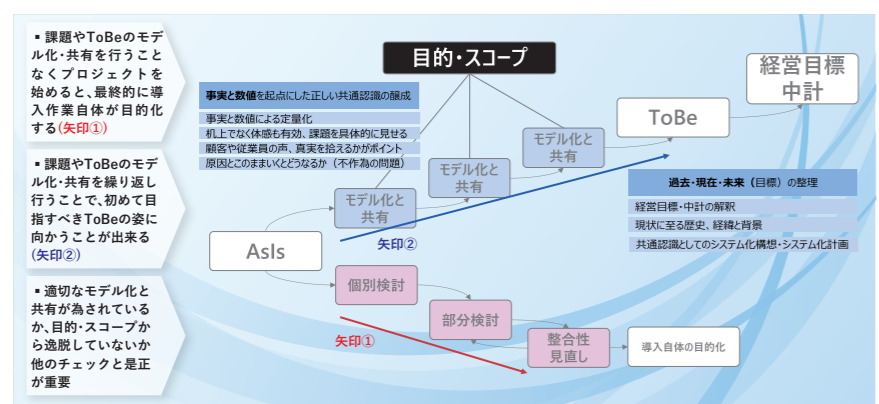 ▪ 課題やToBeのモデ
ル化・共有を行うこと
なくプロジェクトを
始めると、最終的に導
入作業自体が目的化
する(矢印①)
▪ 課題やToBeのモデ
ル化・共有を繰り返し
行うことで、初めて目
指すべきToBeの姿に
向かうことが出来る
(矢印②)
▪ 適切なモデル化と
共有が為されている
か、目的・スコープか
ら逸脱していないか
他のチェックと是正
が重要
目的・スコープ
経営目標
中計
事実と数値を起点にした正しい共通認識の醸成
事実と数値による定量化
机上でなく体感も有効、課題を具体的に見せる
顧客や従業員の声、真実を拾えるかがポイント
原因とこのままいくとどうなるか（不作為の問題）
ToBe
モデル化と
共有
モデル化と
共有
モデル化と
共有
過去・現在・未来（目標）の整理
経営目標・中計の解釈
現状に至る歴史、経緯と背景
共通認識としてのシステム化構想・システム化計画
矢印②
AsIs
個別検討
部分検討
矢印①
整合性
見直し
導入自体の目的化